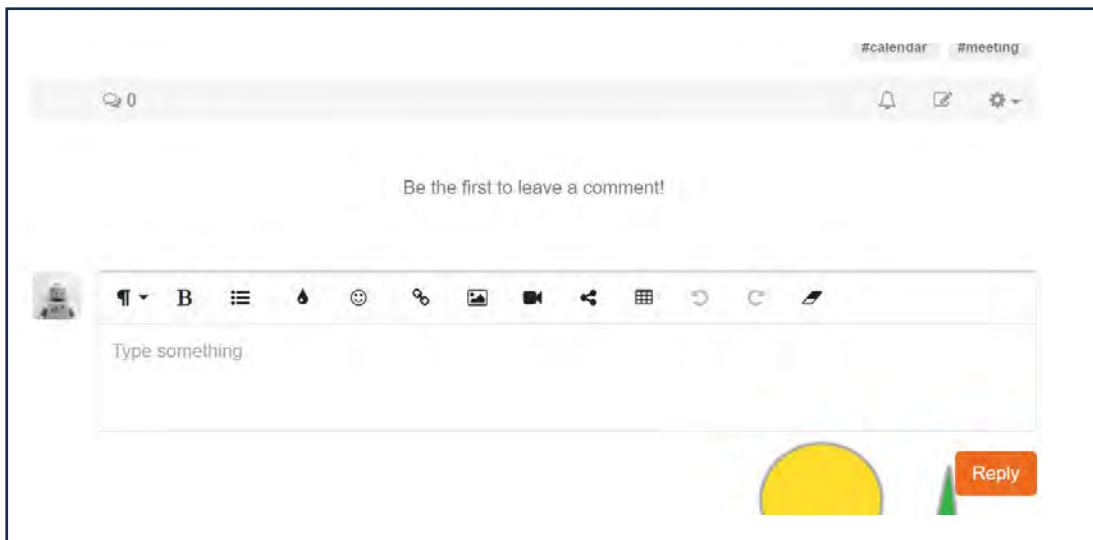 #calendar #meeting
0
Be the first to leave a comment!
B
Type something
Reply